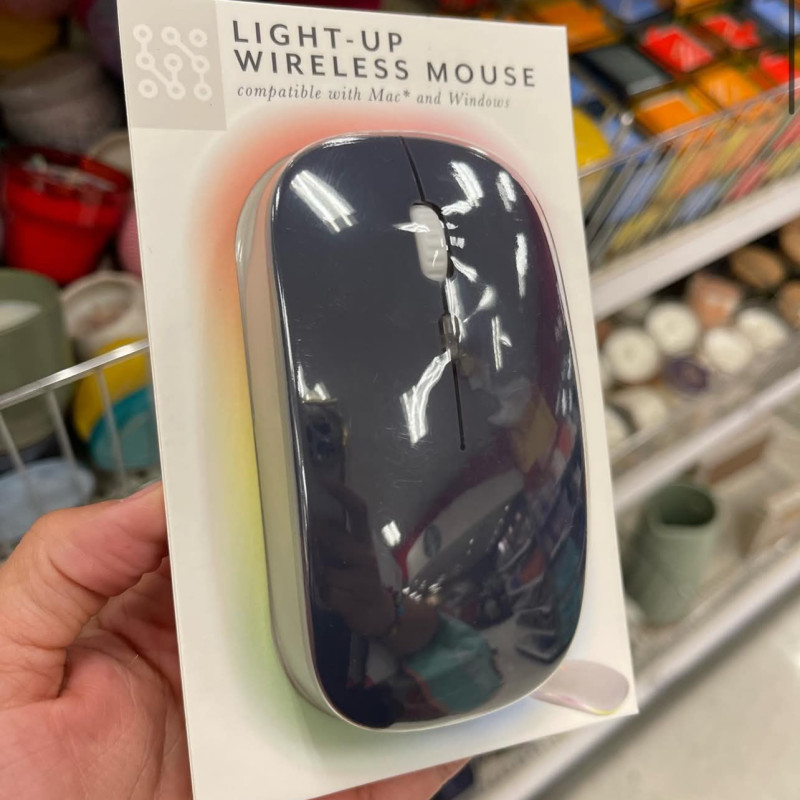 LIGHT-UP
WIRELESS MOUSE
compatible with Mac* and Windows